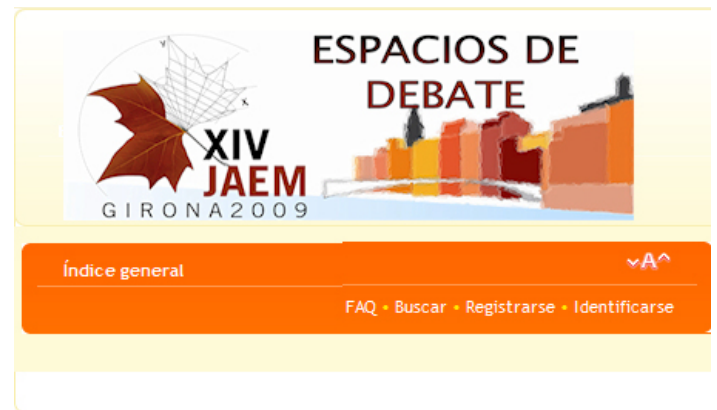 ESPACIOS DE
DEBATE
y
x
XIV
JAEM
GIRONA2009
Índice general
A
FAQ • Buscar • Registrarse • Identificarse